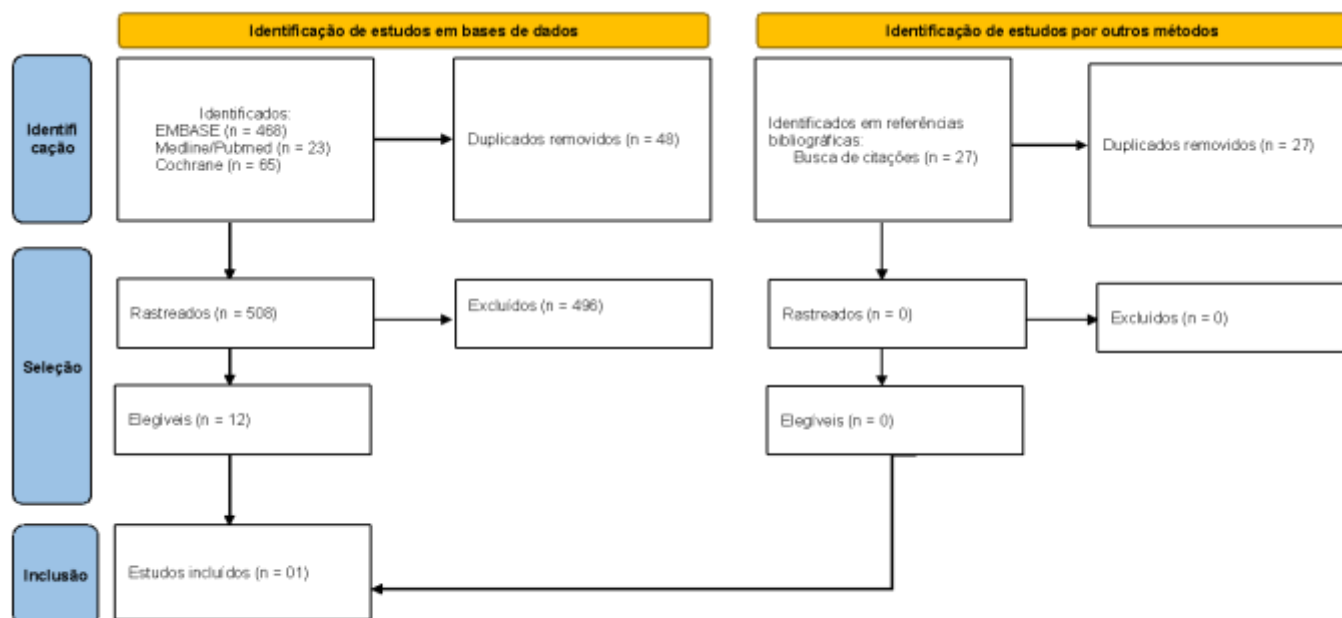 Identificação de estudos em bases de dados
Identificação de estudos por outros métodos
Identifi
cação
Identificados:
EMBASE (n = 468)
Medline/Pubmed (n = 23)
Cochrane (n = 65)
Duplicados removidos (n = 48)
Identificados em referências
bibliográficas:
Busca de citações (n = 27)
Duplicados removidos (n = 27)
Seleção
Rastreados (n = 508)
Excluídos (n = 496)
Rastreados (n = 0)
Excluídos (n = 0)
Elegíveis (n = 12)
Elegíveis (n = 0)
Inclusão
Estudos incluídos (n = 01)